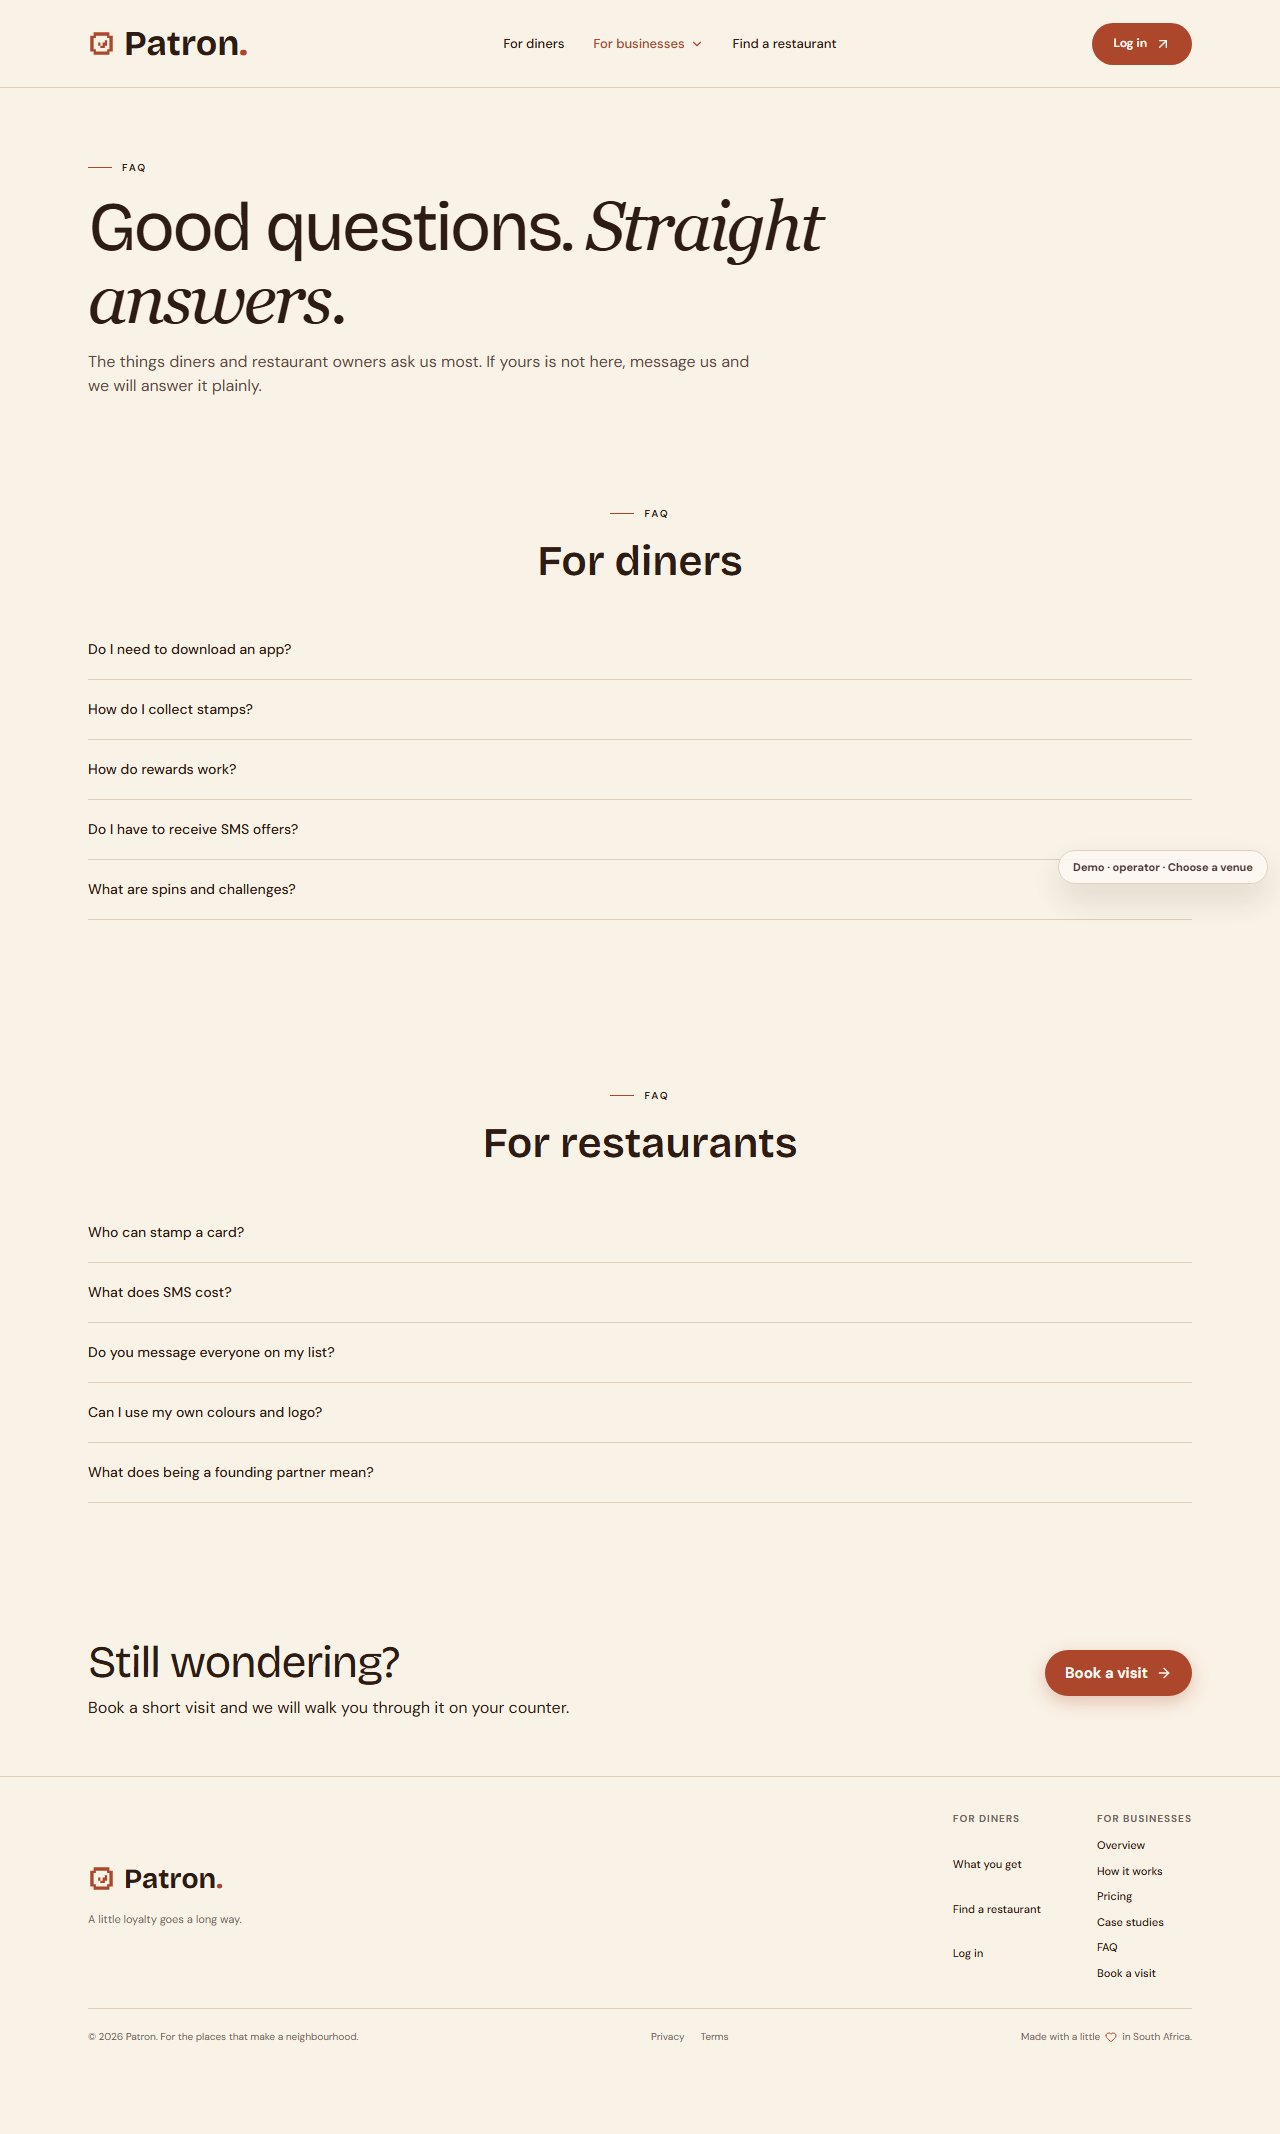 Patron.
For diners
For businesses
Find a restaurant
Log in
FAQ
Good questions. Straight
answers.
The things diners and restaurant owners ask us most. If yours is not here, message us and
we will answer it plainly.
FAQ
For diners
Do I need to download an app?
How do I collect stamps?
How do rewards work?
Do I have to receive SMS offers?
Demo · operator · Choose a venue
What are spins and challenges?
FAQ
For restaurants
Who can stamp a card?
What does SMS cost?
Do you message everyone on my list?
Can I use my own colours and logo?
What does being a founding partner mean?
Still wondering?
Book a short visit and we will walk you through it on your counter.
Book a visit
Patron.
A little loyalty goes a long way.
FOR DINERS
What you get
Find a restaurant
Log in
FOR BUSINESSES
Overview
How it works
Pricing
Case studies
FAQ
Book a visit
© 2026 Patron. For the places that make a neighbourhood.
Privacy
Terms
Made with a little in South Africa.